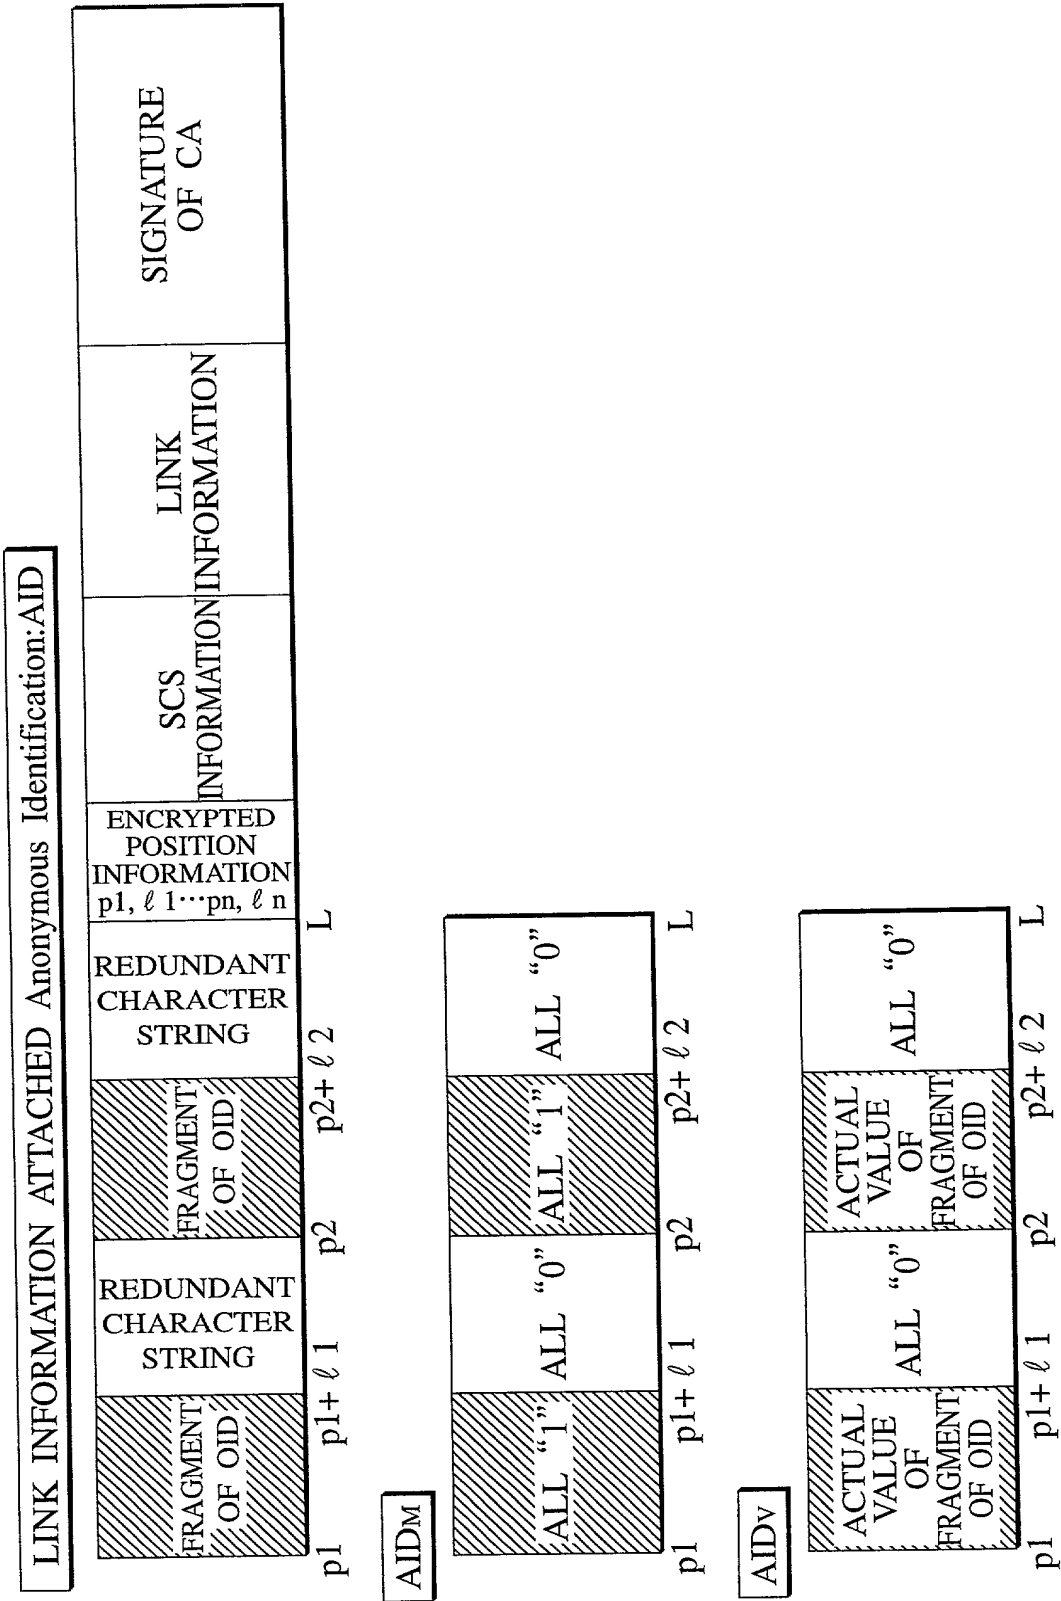 LINK INFORMATION ATTACHED Anonymous Identification:AID
FRAGMENT
OF OID
REDUNDANT
CHARACTER
STRING
FRAGMENT
OF OID
REDUNDANT
CHARACTER
STRING
ENCRYPTED
POSITION
INFORMATION
p1, ℓ 1···pn, ℓ n
SCS
INFORMATION
LINK
INFORMATION
SIGNATURE
OF CA
p1
p1+ ℓ 1
p2
p2+ ℓ 2
L
AIDM
ALL “1”
ALL “0”
ALL “1”
ALL “0”
p1
p1+ ℓ 1
p2
p2+ ℓ 2
L
AIDV
ACTUAL
VALUE
OF
FRAGMENT
OF OID
ALL “0”
ACTUAL
VALUE
OF
FRAGMENT
OF OID
ALL “0”
p1
p1+ ℓ 1
p2
p2+ ℓ 2
L